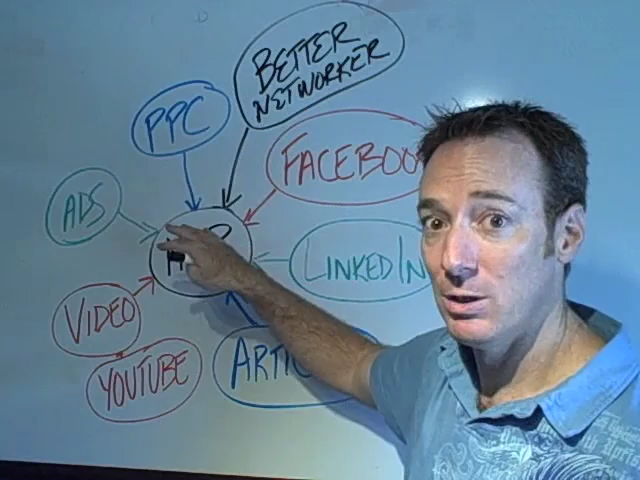 BETTER
NETWORKER
PPC
FACEBOO
ADS
LINKEDIN
VIDEO
ARTIC
YOUTUBE